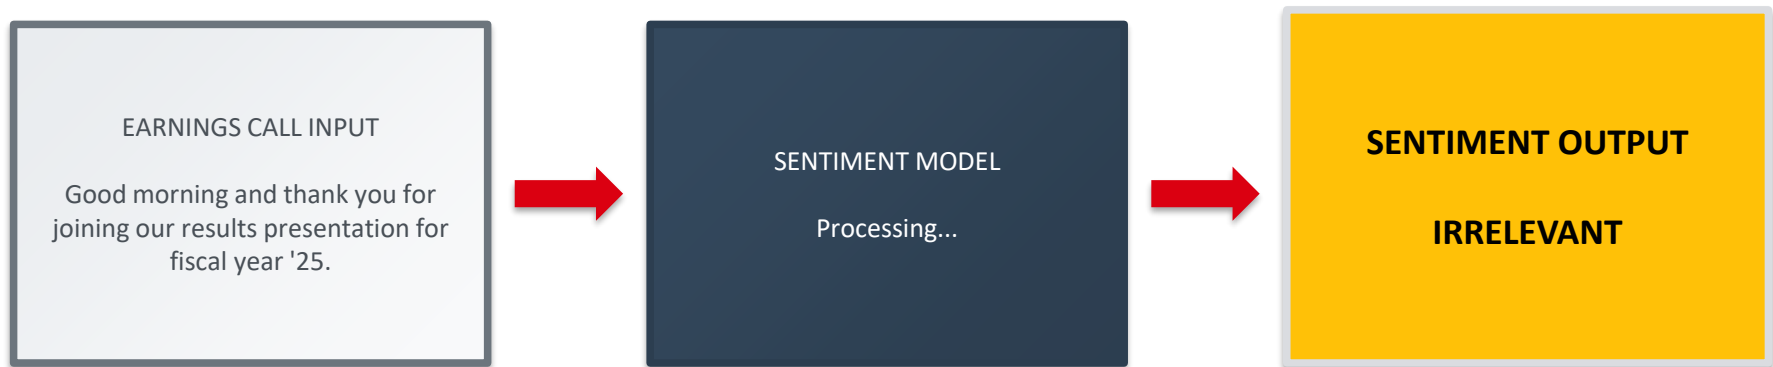 EARNINGS CALL INPUT
Good morning and thank you for
joining our results presentation for
fiscal year '25.
SENTIMENT MODEL
Processing...
SENTIMENT OUTPUT
IRRELEVANT